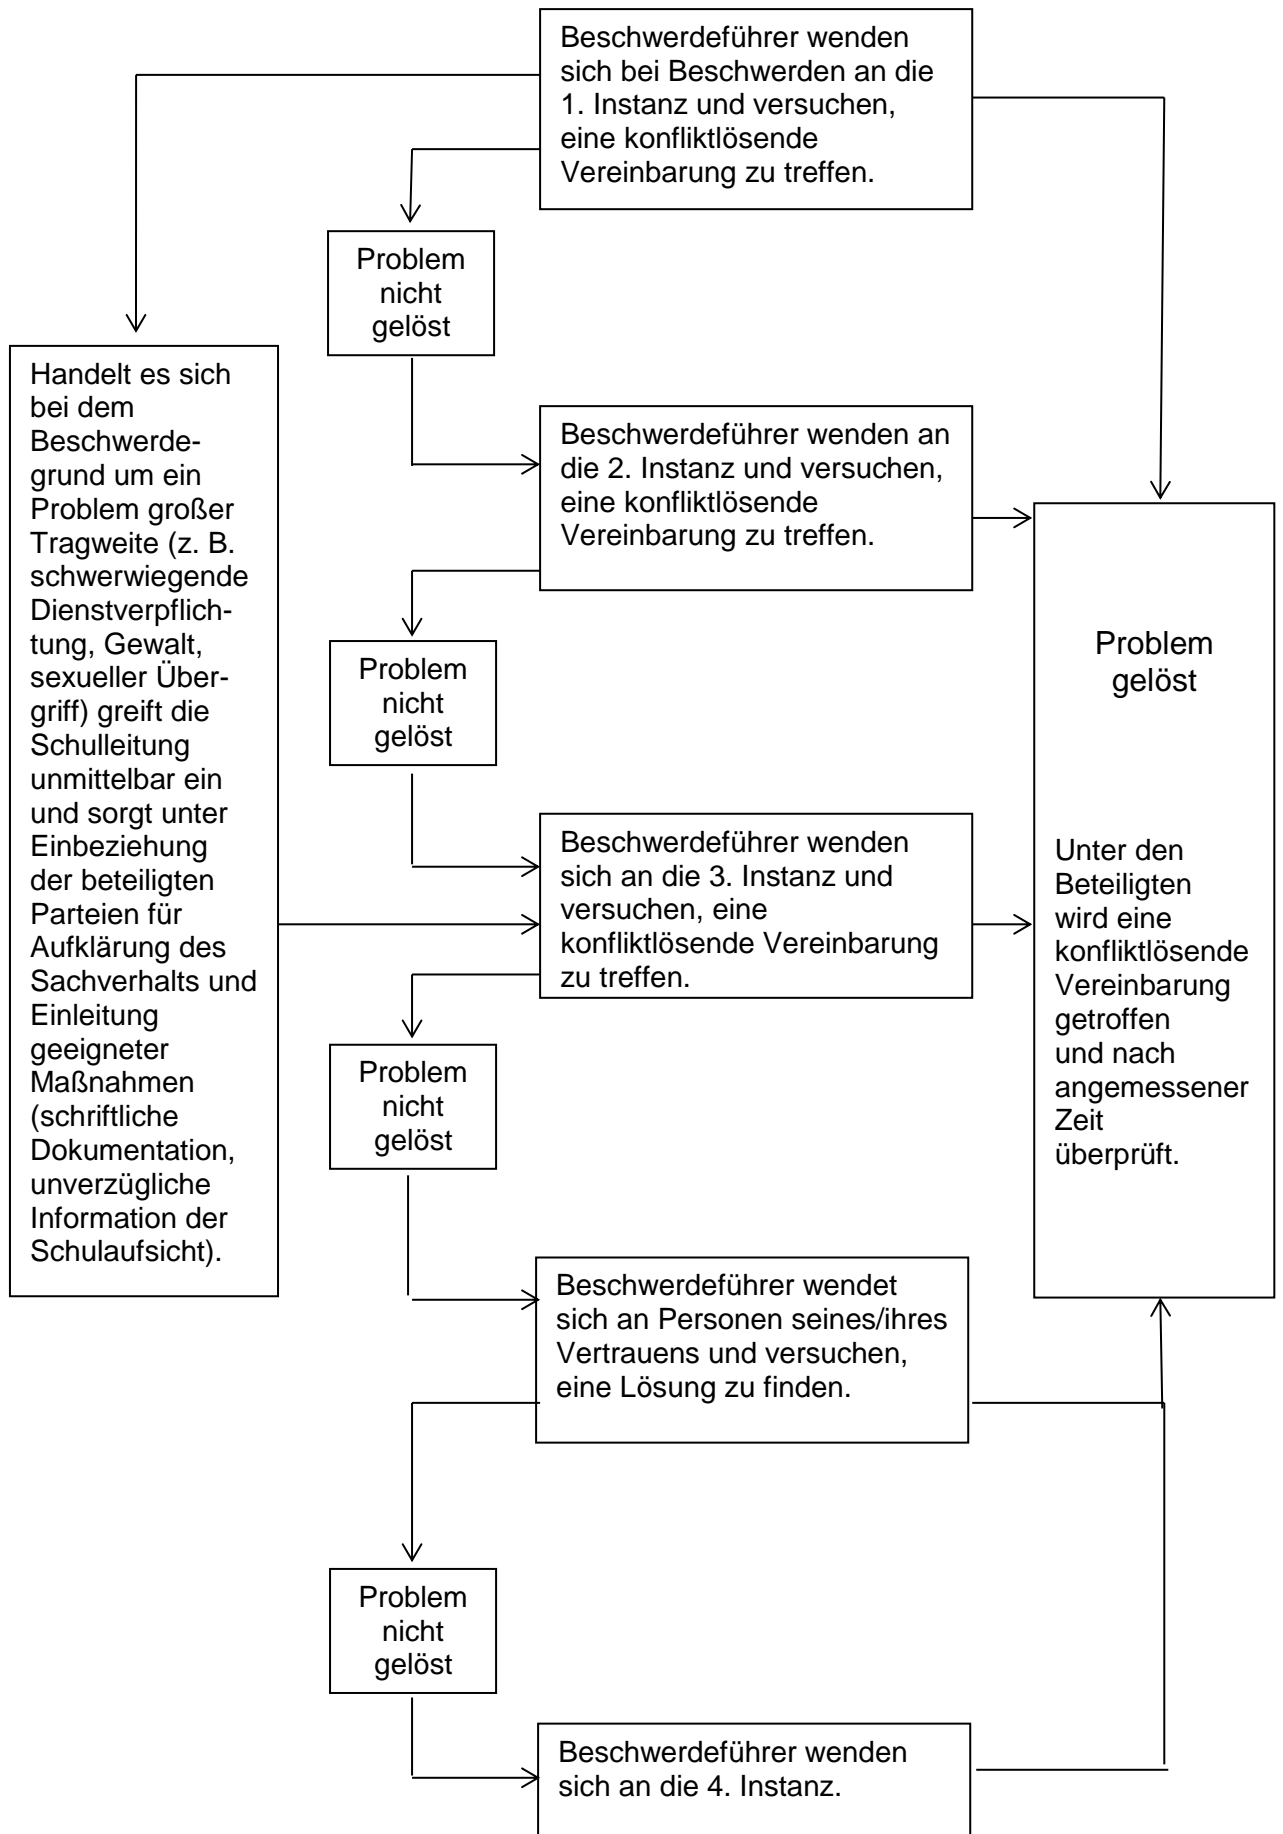 Beschwerdeführer wenden
sich bei Beschwerden an die
1. Instanz und versuchen,
eine konfliktlösende
Vereinbarung zu treffen.
Problem
nicht
gelöst
Handelt es sich
bei dem
Beschwerde-
grund um ein
Problem großer
Tragweite (z. B.
schwerwiegende
Dienstverpflich-
tung, Gewalt,
sexueller Über-
griff) greift die
Schulleitung
unmittelbar ein
und sorgt unter
Einbeziehung
der beteiligten
Parteien für
Aufklärung des
Sachverhalts und
Einleitung
geeigneter
Maßnahmen
(schriftliche
Dokumentation,
unverzügliche
Information der
Schulaufsicht).
Beschwerdeführer wenden an
die 2. Instanz und versuchen,
eine konfliktlösende
Vereinbarung zu treffen.
Problem
gelöst
Unter den
Beteiligten
wird eine
konfliktlösende
Vereinbarung
getroffen
und nach
angemessener
Zeit
überprüft.
Problem
nicht
gelöst
Beschwerdeführer wenden
sich an die 3. Instanz und
versuchen, eine
konfliktlösende Vereinbarung
zu treffen.
Problem
nicht
gelöst
Beschwerdeführer wendet
sich an Personen seines/ihres
Vertrauens und versuchen,
eine Lösung zu finden.
Problem
nicht
gelöst
Beschwerdeführer wenden
sich an die 4. Instanz.